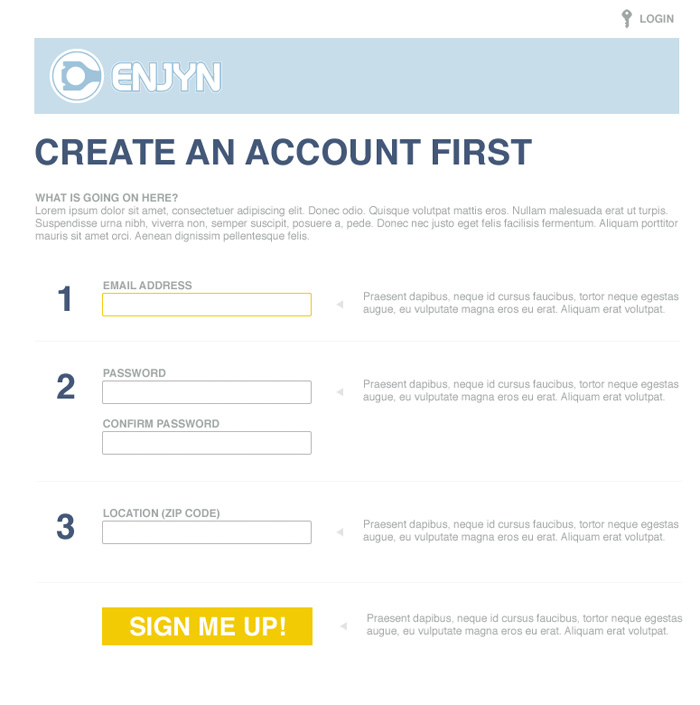 LOGIN
ENJYN
CREATE AN ACCOUNT FIRST
WHAT IS GOING ON HERE?
Lorem ipsum dolor sit amet, consectetuer adipiscing elit. Donec odio. Quisque volutpat mattis eros. Nullam malesuada erat ut turpis.
Suspendisse urna nibh, viverra non, semper suscipit, posuere a, pede. Donec nec justo eget felis facilisis fermentum. Aliquam porttitor
mauris sit amet orci. Aenean dignissim pellentesque felis.
1
EMAIL ADDRESS
Praesent dapibus, neque id cursus faucibus, tortor neque egestas
augue, eu vulputate magna eros eu erat. Aliquam erat volutpat.
2
PASSWORD
Praesent dapibus, neque id cursus faucibus, tortor neque egestas
augue, eu vulputate magna eros eu erat. Aliquam erat volutpat.
CONFIRM PASSWORD
3
LOCATION (ZIP CODE)
Praesent dapibus, neque id cursus faucibus, tortor neque egestas
augue, eu vulputate magna eros eu erat. Aliquam erat volutpat.
SIGN ME UP!
Praesent dapibus, neque id cursus faucibus, tortor neque egestas
augue, eu vulputate magna eros eu erat. Aliquam erat volutpat.